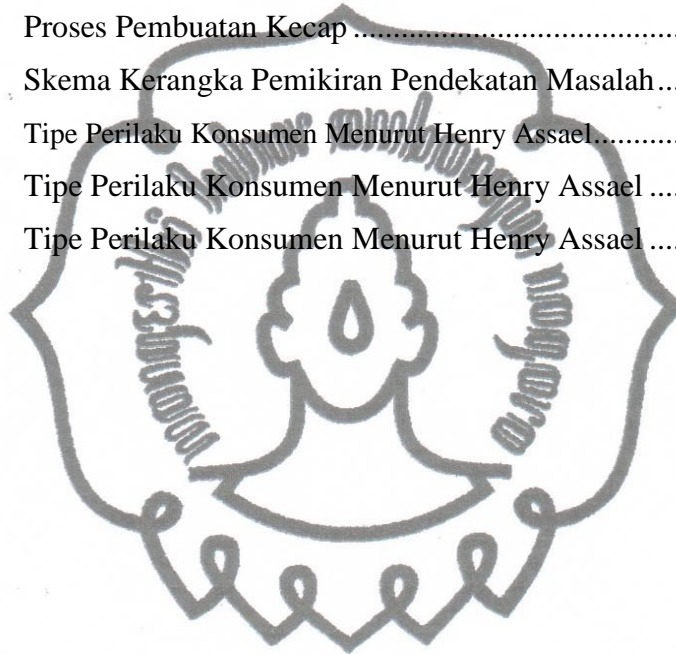 Proses Pembuatan Kecap ......................................
Skema Kerangka Pemikiran Pendekatan Masalah ...
Tipe Perilaku Konsumen Menurut Henry Assael...........
Tipe Perilaku Konsumen Menurut Henry Assael ....
Tipe Perilaku Konsumen Menurut Henry Assael ....